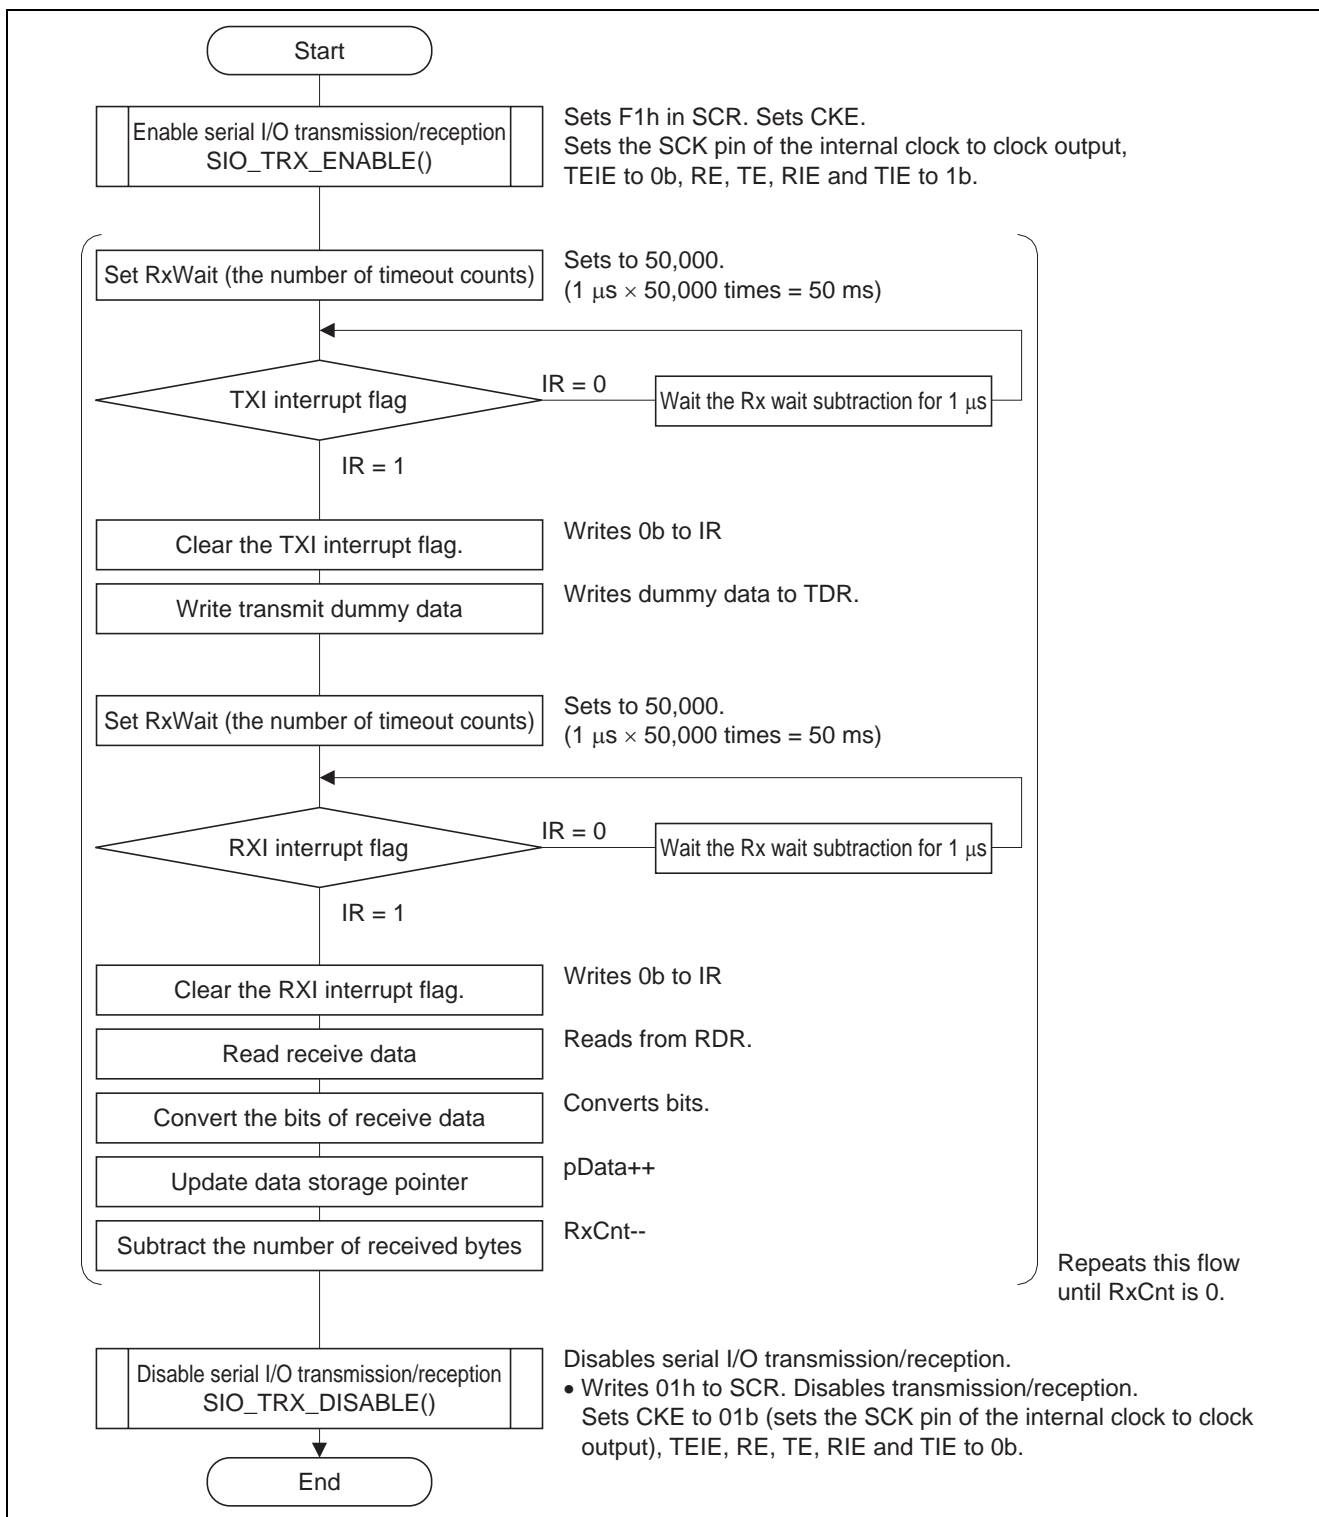 Start
Enable serial I/O transmission/reception
SIO_TRX_ENABLE()
Sets F1h in SCR. Sets CKE.
Sets the SCK pin of the internal clock to clock output,
TEIE to 0b, RE, TE, RIE and TIE to 1b.
Set RxWait (the number of timeout counts)
Sets to 50,000.
(1 μs × 50,000 times = 50 ms)
TXI interrupt flag
IR = 0
Wait the Rx wait subtraction for 1 μs
IR = 1
Clear the TXI interrupt flag.
Writes 0b to IR
Write transmit dummy data
Writes dummy data to TDR.
Set RxWait (the number of timeout counts)
Sets to 50,000.
(1 μs × 50,000 times = 50 ms)
RXI interrupt flag
IR = 0
Wait the Rx wait subtraction for 1 μs
IR = 1
Clear the RXI interrupt flag.
Writes 0b to IR
Read receive data
Reads from RDR.
Convert the bits of receive data
Converts bits.
Update data storage pointer
pData++
Subtract the number of received bytes
RxCnt--
Repeats this flow
until RxCnt is 0.
Disable serial I/O transmission/reception
SIO_TRX_DISABLE()
Disables serial I/O transmission/reception.
• Writes 01h to SCR. Disables transmission/reception.
Sets CKE to 01b (sets the SCK pin of the internal clock to clock
output), TEIE, RE, TE, RIE and TIE to 0b.
End